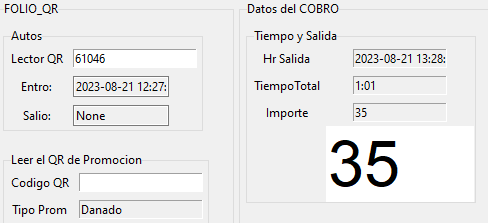 FOLIO_QR
Autos
Lector QR 61046
Entro: 2023-08-21 12:27:
Salio: None
Leer el QR de Promocion
Codigo QR
Tipo Prom Danado
Datos del COBRO
Tiempo y Salida
Hr Salida 2023-08-21 13:28:
TiempoTotal 1:01
Importe 35
35